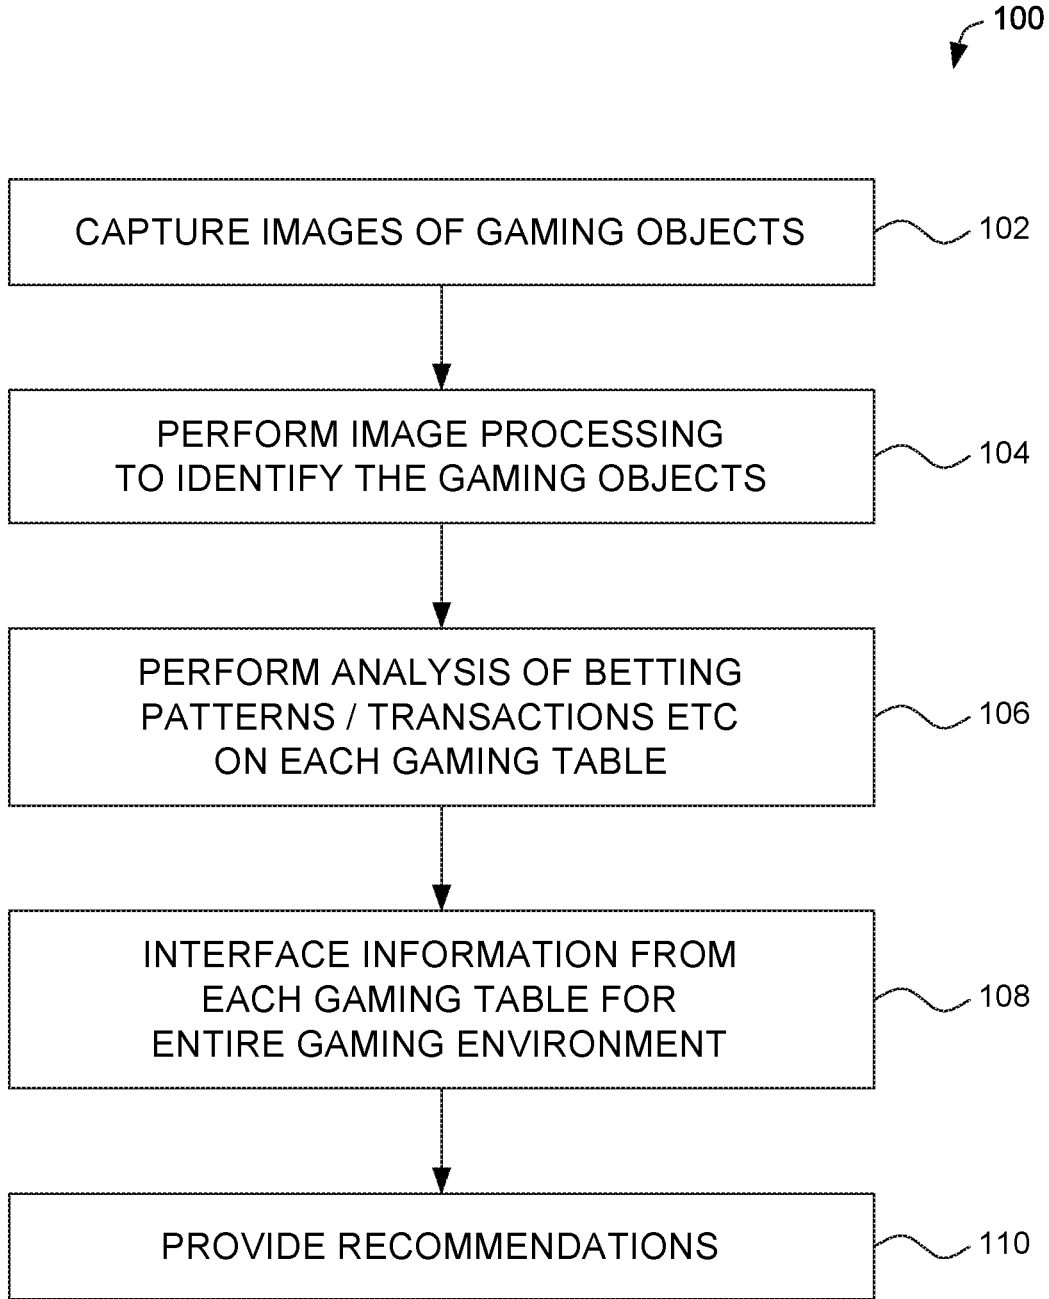 100
CAPTURE IMAGES OF GAMING OBJECTS
102
PERFORM IMAGE PROCESSING
TO IDENTIFY THE GAMING OBJECTS
104
PERFORM ANALYSIS OF BETTING
PATTERNS / TRANSACTIONS ETC
ON EACH GAMING TABLE
106
INTERFACE INFORMATION FROM
EACH GAMING TABLE FOR
ENTIRE GAMING ENVIRONMENT
108
PROVIDE RECOMMENDATIONS
110